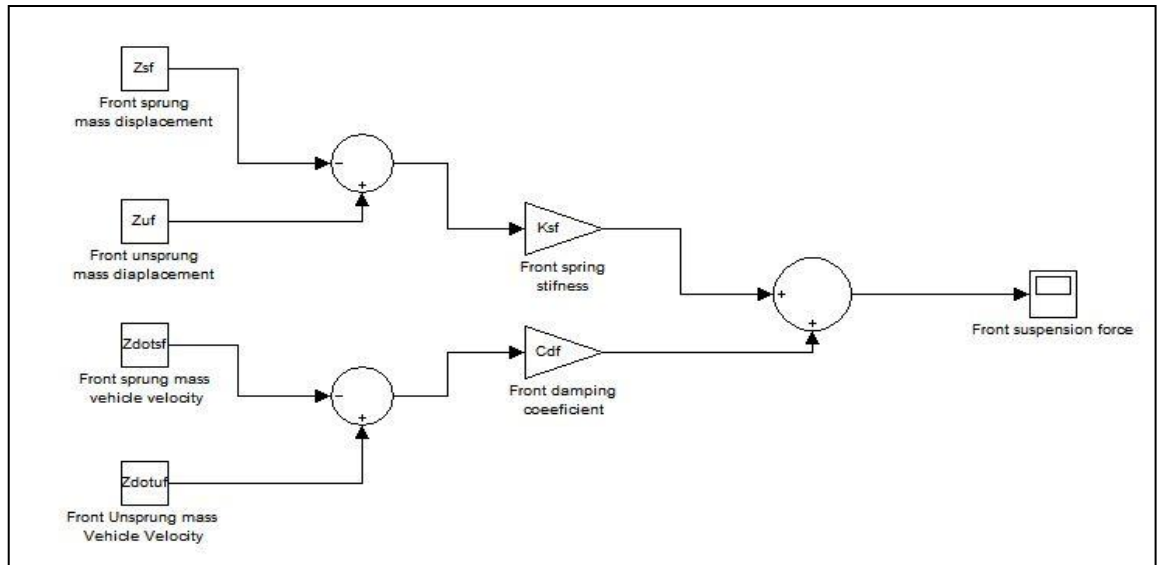 Zsf
Front sprung
mass displacement
-
+
Zuf
Front unsprung
mass diaplacement
Ksf
Front spring
stifness
+
+
Front suspension force
Zdotsf
Front sprung mass
vehicle velocity
-
+
Cdf
Front damping
coeeficient
Zdotuf
Front Unsprung mass
Vehicle Velocity